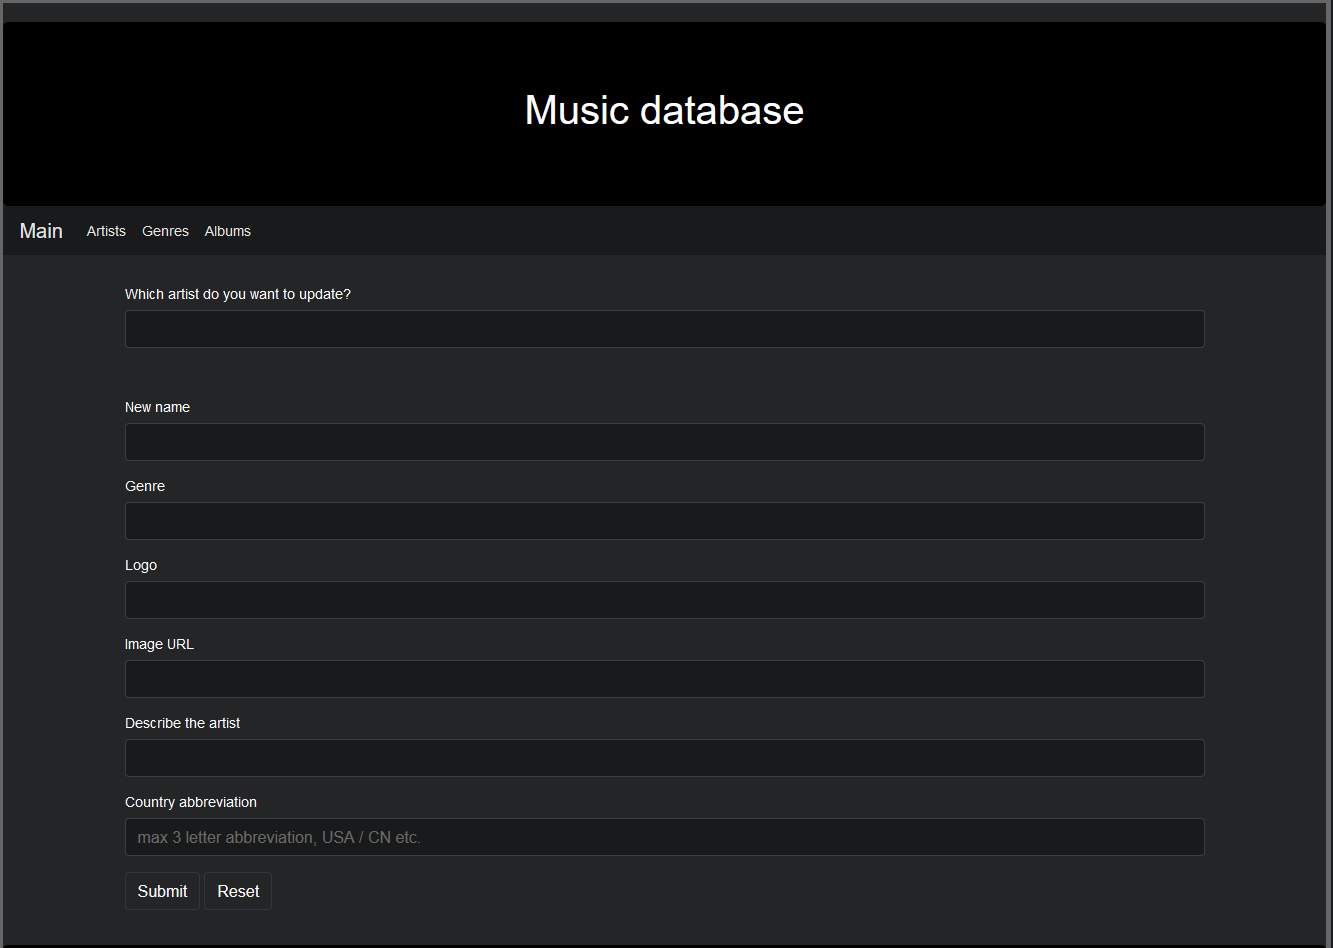 Music database
Main Artists Genres Albums
Which artist do you want to update?
New name
Genre
Logo
Image URL
Describe the artist
Country abbreviation
max 3 letter abbreviation, USA / CN etc.
Submit Reset